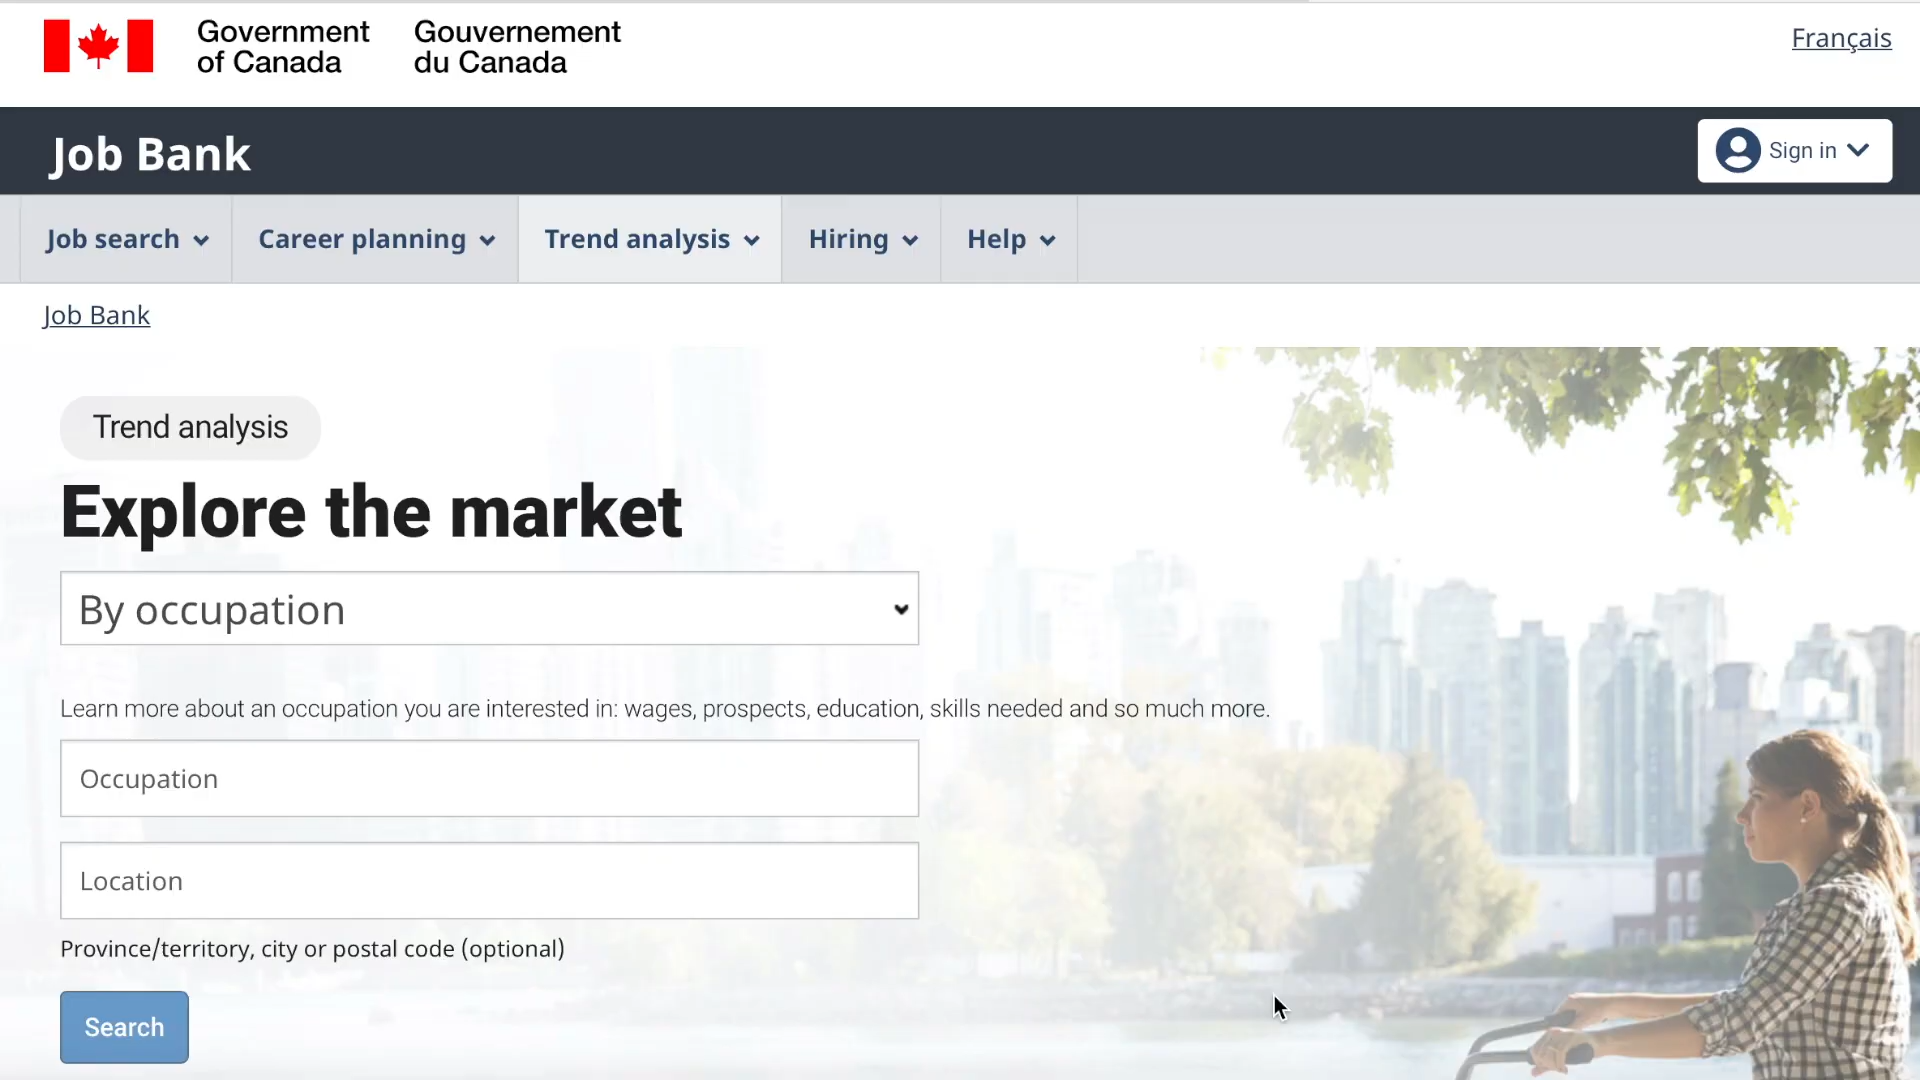 Government of Canada
Gouvernement du Canada
Français
Job Bank
Sign in
Job search
Career planning
Trend analysis
Hiring
Help
Job Bank
Trend analysis
Explore the market
By occupation
Learn more about an occupation you are interested in: wages, prospects, education, skills needed and so much more.
Occupation
Location
Province/territory, city or postal code (optional)
Search